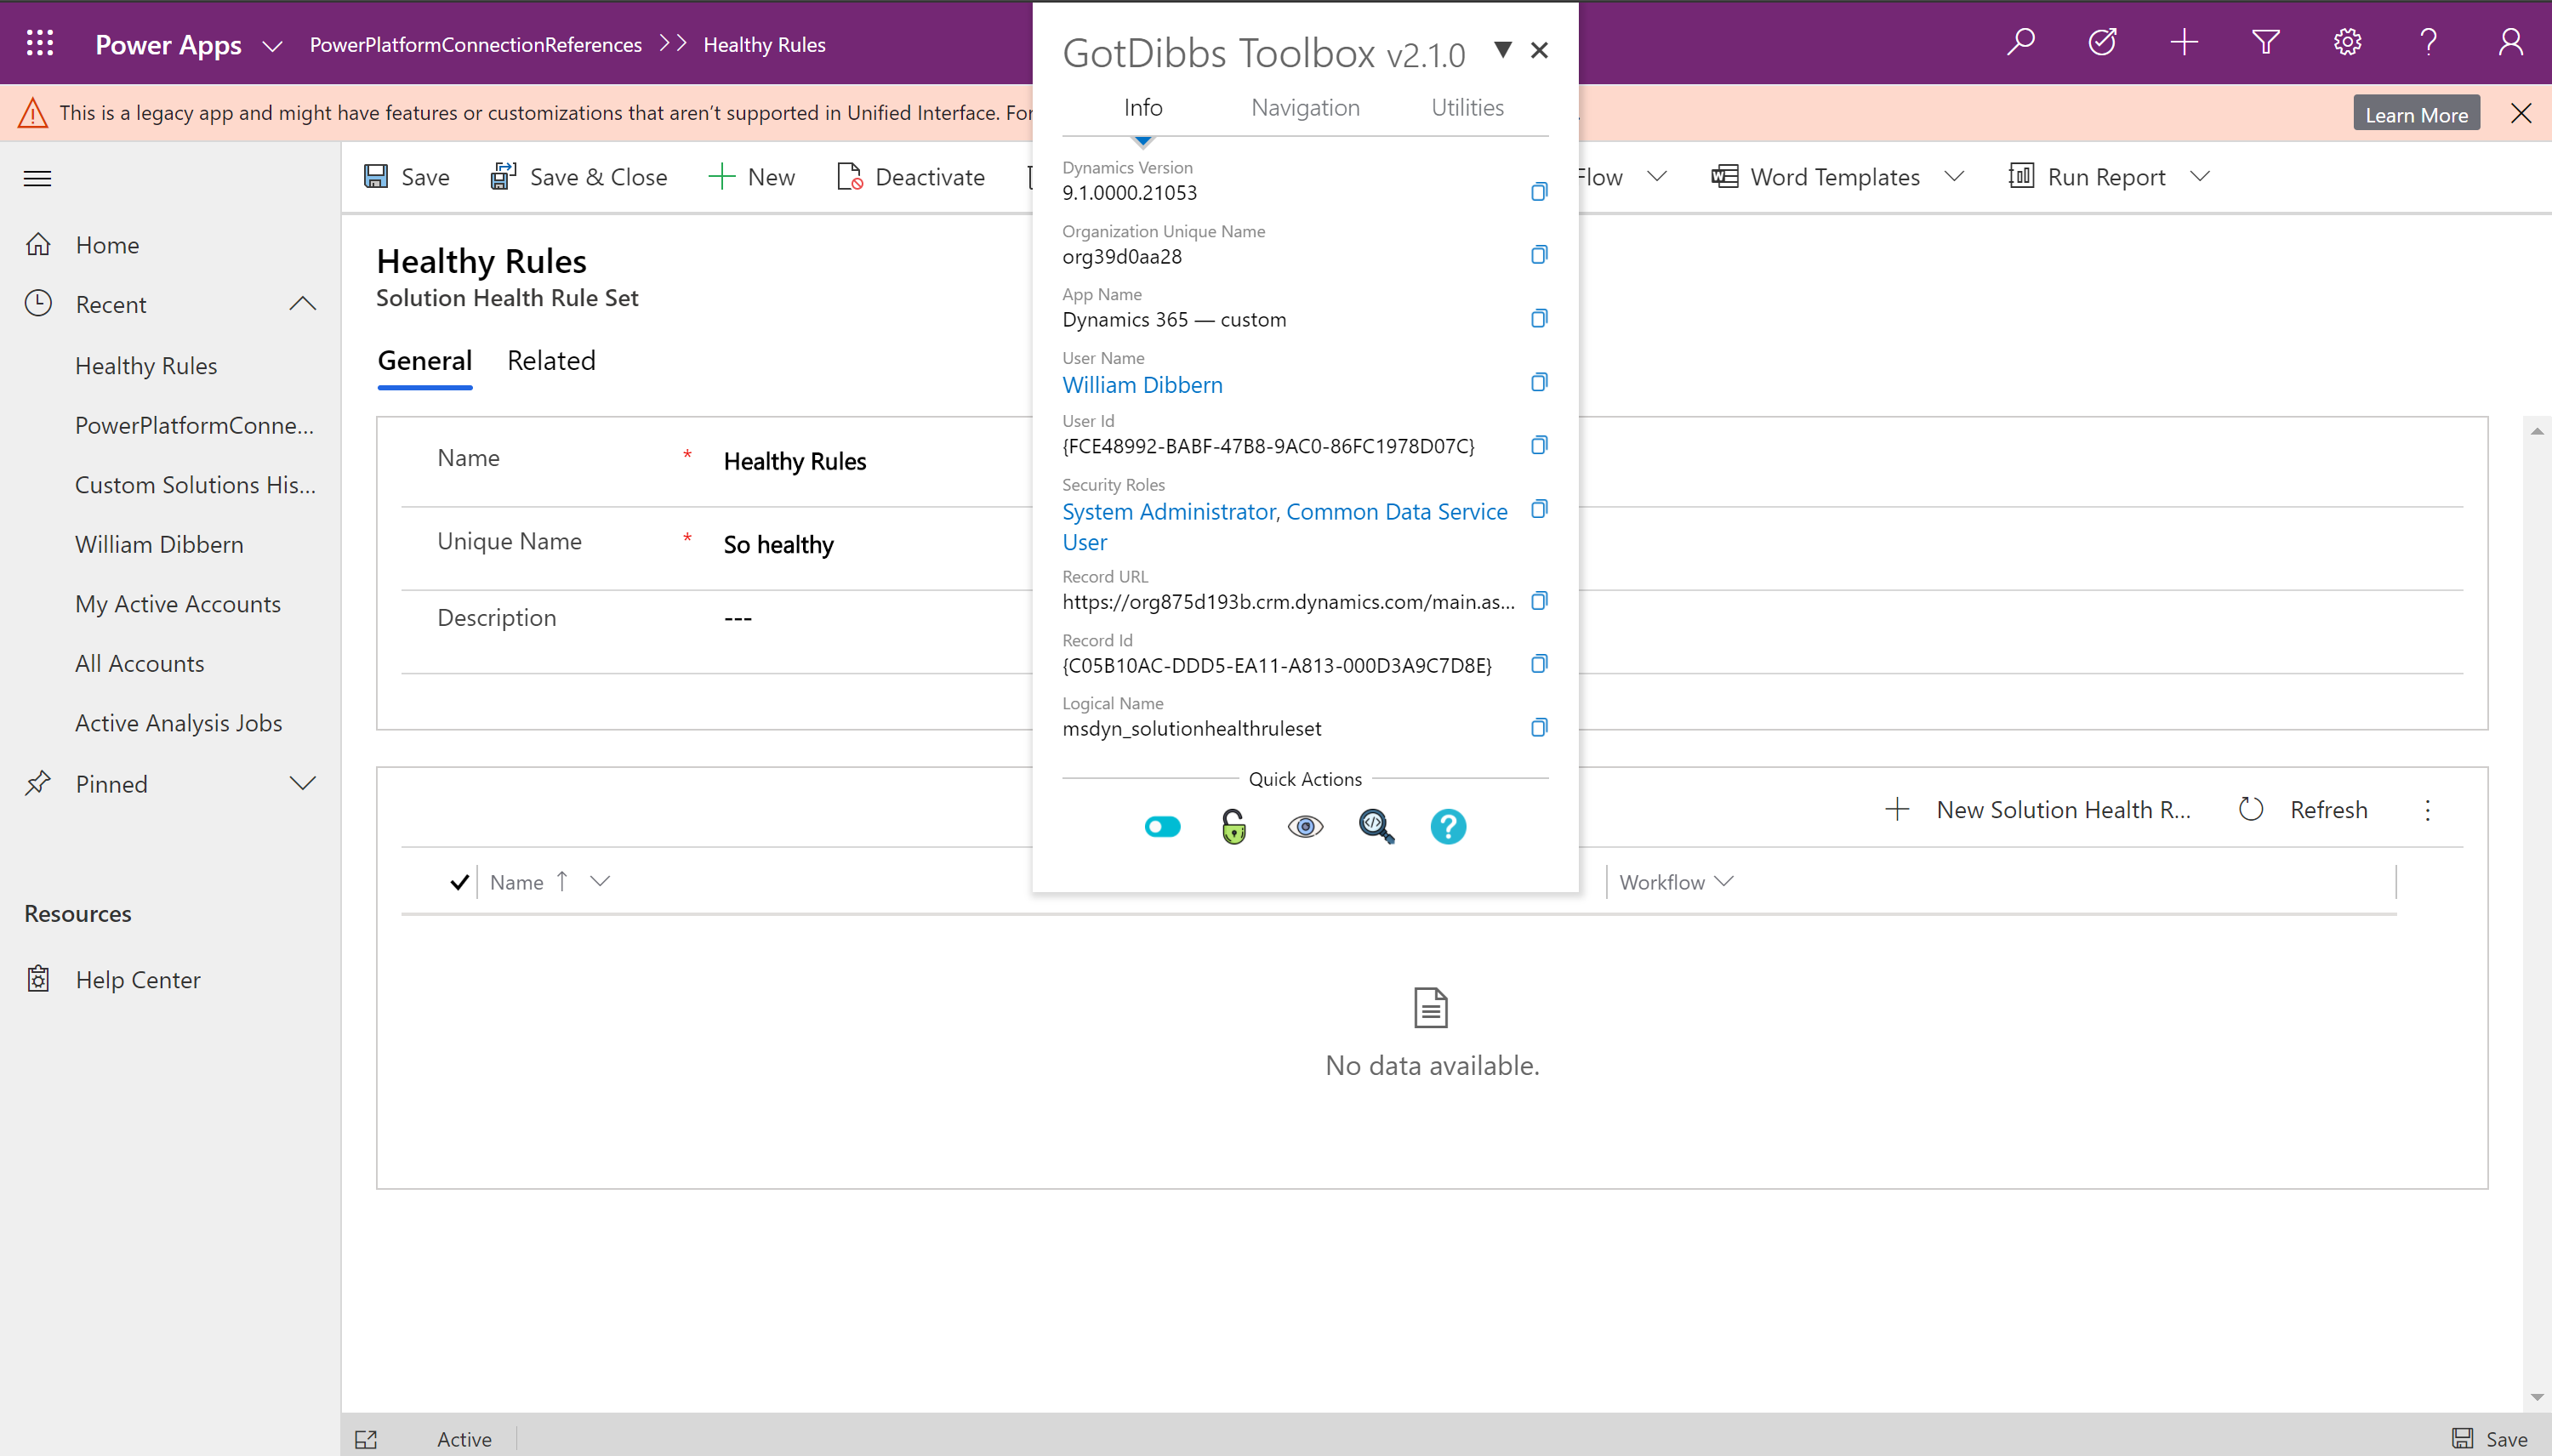 Power Apps
PowerPlatformConnectionReferences
Healthy Rules
This is a legacy app and might have features or customizations that aren't supported in Unified Interface. For
Learn More
Save
Save & Close
New
Deactivate
Flow
Word Templates
Run Report
Home
Recent
Healthy Rules
PowerPlatformConne...
Custom Solutions His...
William Dibbern
My Active Accounts
All Accounts
Active Analysis Jobs
Pinned
Resources
Help Center
Healthy Rules
Solution Health Rule Set
General
Related
Name
*
Healthy Rules
Unique Name
*
So healthy
Description
---
GotDibbs Toolbox v2.1.0
Info
Navigation
Utilities
Dynamics Version
9.1.0000.21053
Organization Unique Name
org39d0aa28
App Name
Dynamics 365 — custom
User Name
William Dibbern
User Id
{FCE48992-BABF-47B8-9AC0-86FC1978D07C}
Security Roles
System Administrator, Common Data Service
User
Record URL
https://org875d193b.crm.dynamics.com/main.as...
Record Id
{C05B10AC-DDD5-EA11-A813-000D3A9C7D8E}
Logical Name
msdyn_solutionhealthruleset
Quick Actions
New Solution Health R...
Refresh
Name
Workflow
No data available.
Active
Save